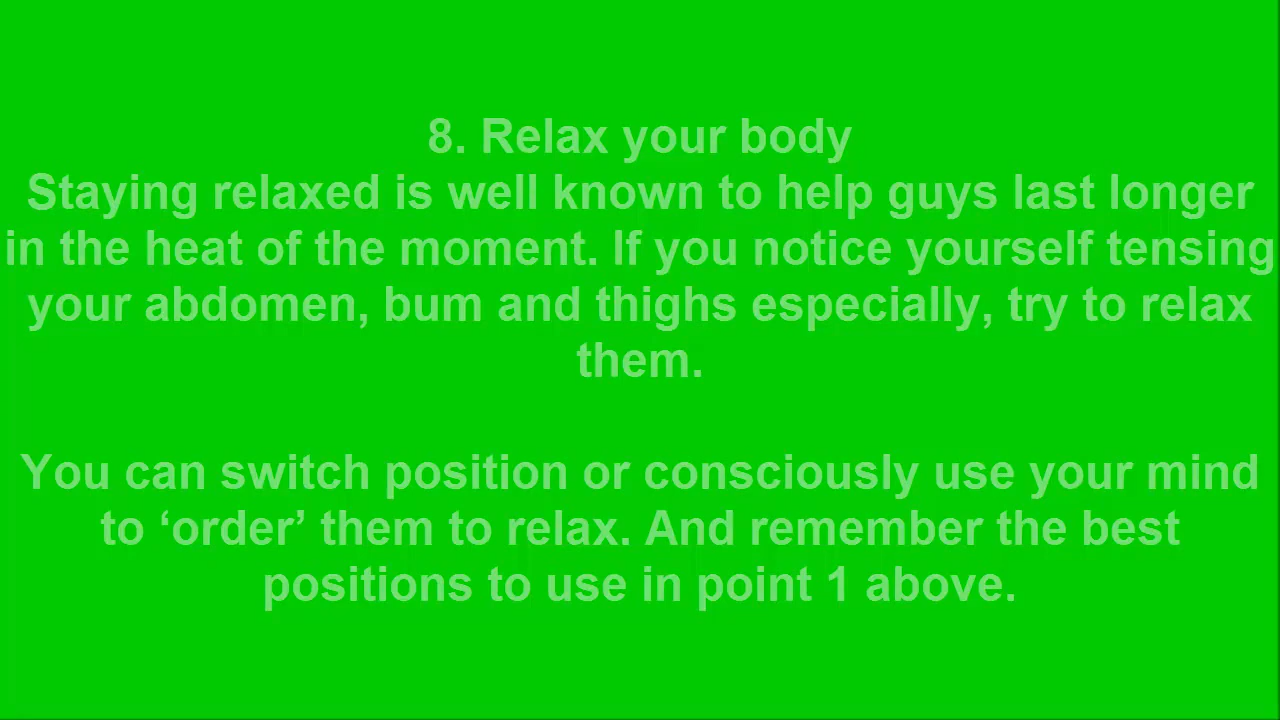 8. Relax your body
Staying relaxed is well known to help guys last longer
in the heat of the moment. If you notice yourself tensing
your abdomen, bum and thighs especially, try to relax
them.
You can switch position or consciously use your mind
to ‘order’ them to relax. And remember the best
positions to use in point 1 above.